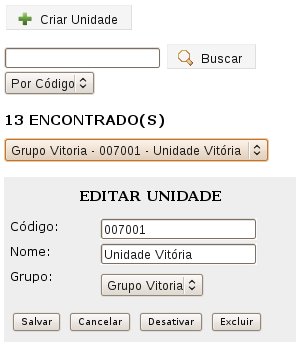 Criar Unidade
Buscar
Por Código
13 ENCONTRADO(S)
Grupo Vitoria - 007001 - Unidade Vitória
EDITAR UNIDADE
Código: 007001
Nome: Unidade Vitória
Grupo: Grupo Vitoria
Salvar Cancelar Desativar Excluir